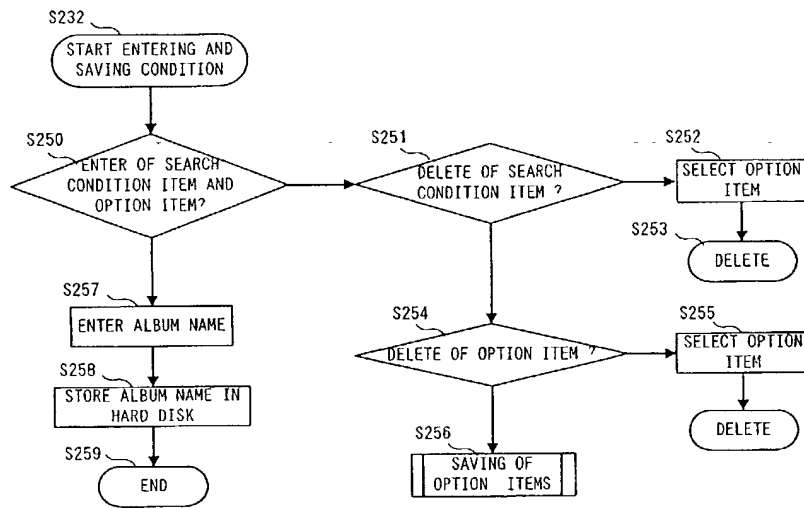 S232
START ENTERING AND
SAVING CONDITION
S250
ENTER OF SEARCH
CONDITION ITEM AND
OPTION ITEM?
S251
DELETE OF SEARCH
CONDITION ITEM ?
S252
SELECT OPTION
ITEM
S253
DELETE
S257
ENTER ALBUM NAME
S254
DELETE OF OPTION ITEM ?
S255
SELECT OPTION
ITEM
DELETE
S258
STORE ALBUM NAME IN
HARD DISK
S256
SAVING OF
OPTION ITEMS
S259
END